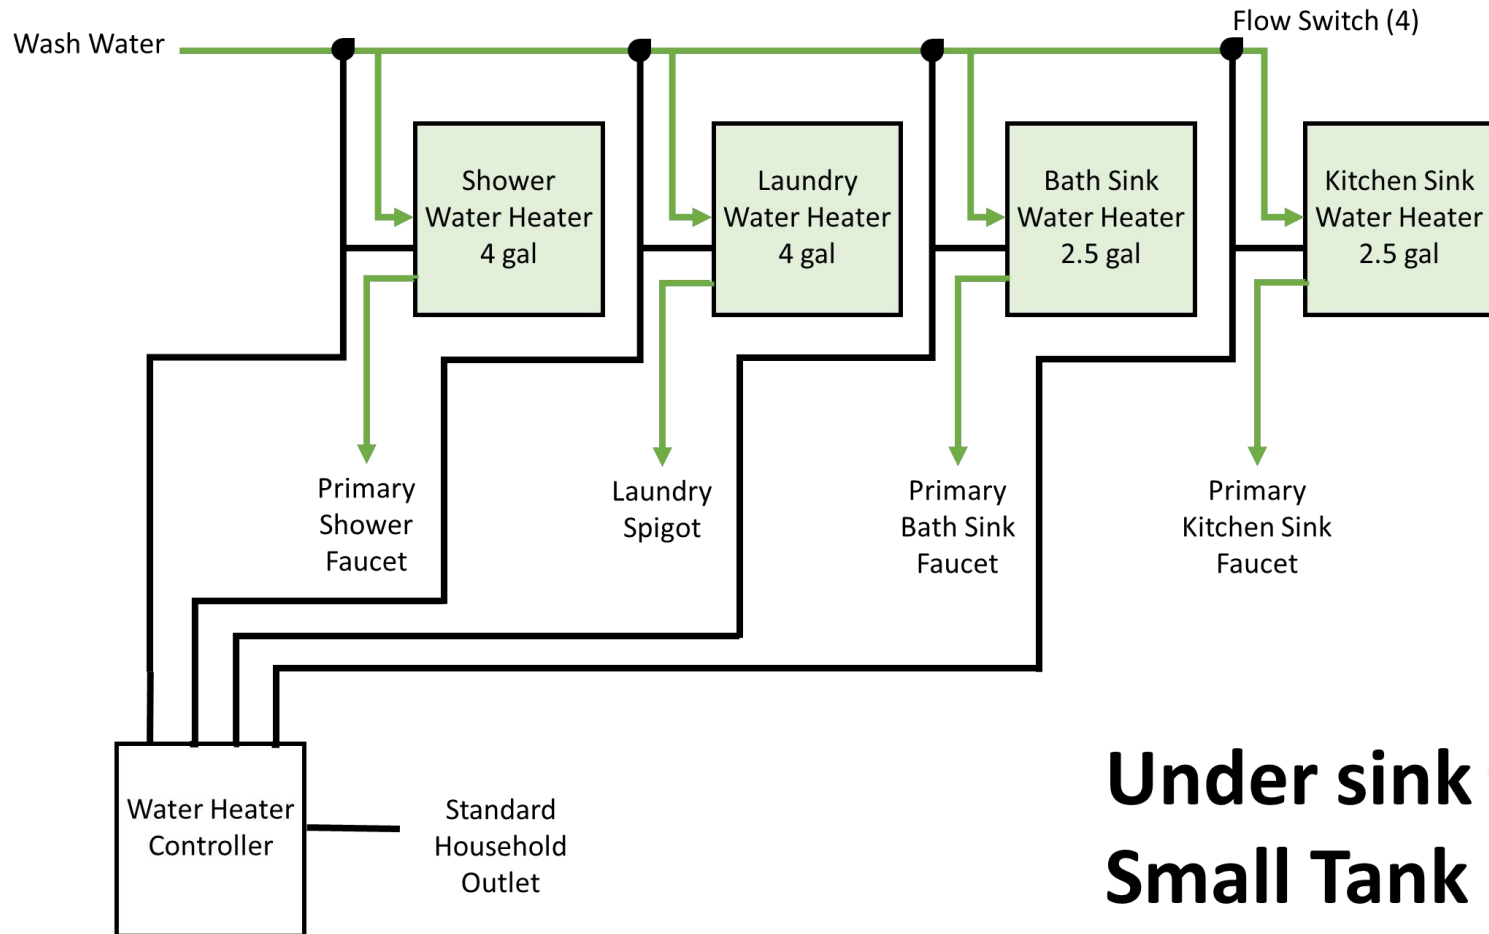 Flow Switch (4)
Wash Water
Shower
Water Heater
4 gal
Laundry
Water Heater
4 gal
Bath Sink
Water Heater
2.5 gal
Kitchen Sink
Water Heater
2.5 gal
Primary
Shower
Faucet
Laundry
Spigot
Primary
Bath Sink
Faucet
Primary
Kitchen Sink
Faucet
Water Heater
Controller
Standard
Household
Outlet
Under sink
Small Tank